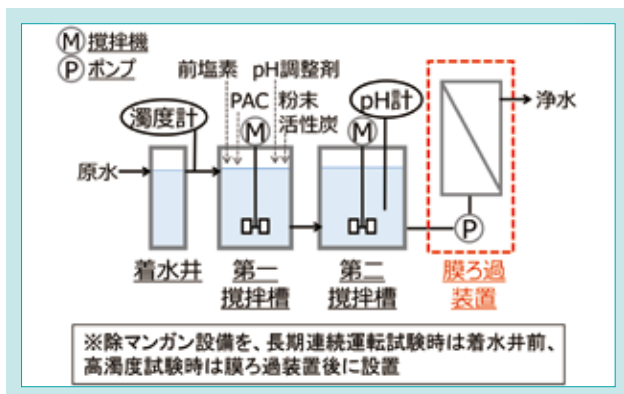 Ⓜ撹拌機
Ⓟポンプ
前塩素 pH調整剤
PAC 粉末
活性炭
pH計
濁度計
M
M
原水
浄水
P
着水井
第一
撹拌槽
第二
撹拌槽
膜ろ過
装置
※除マンガン設備を、長期連続運転試験時は着水井前、
高濁度試験時は膜ろ過装置後に設置